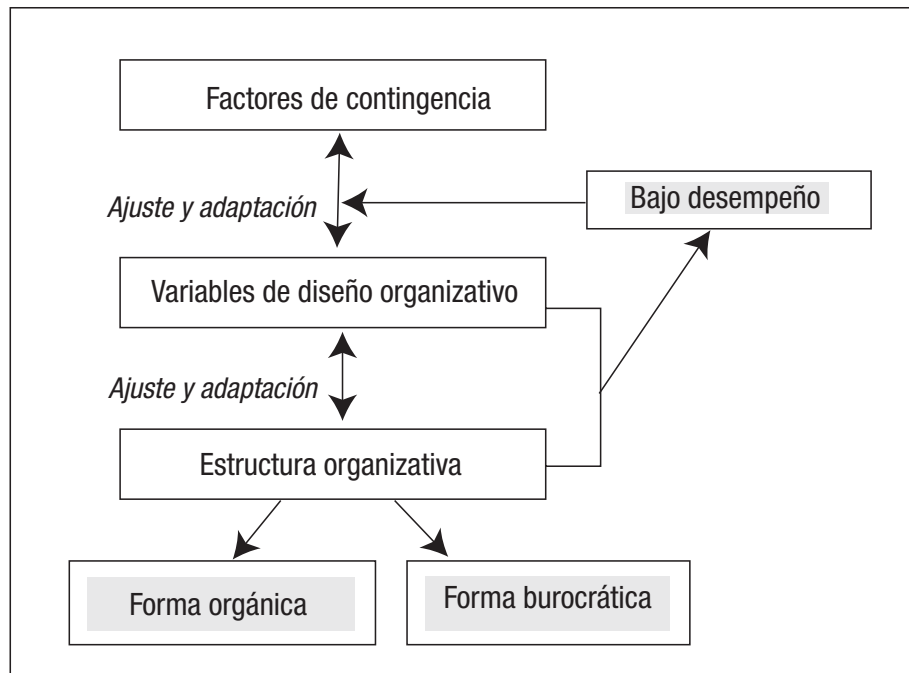 Factores de contingencia
Ajuste y adaptación
Bajo desempeño
Variables de diseño organizativo
Ajuste y adaptación
Estructura organizativa
Forma orgánica
Forma burocrática